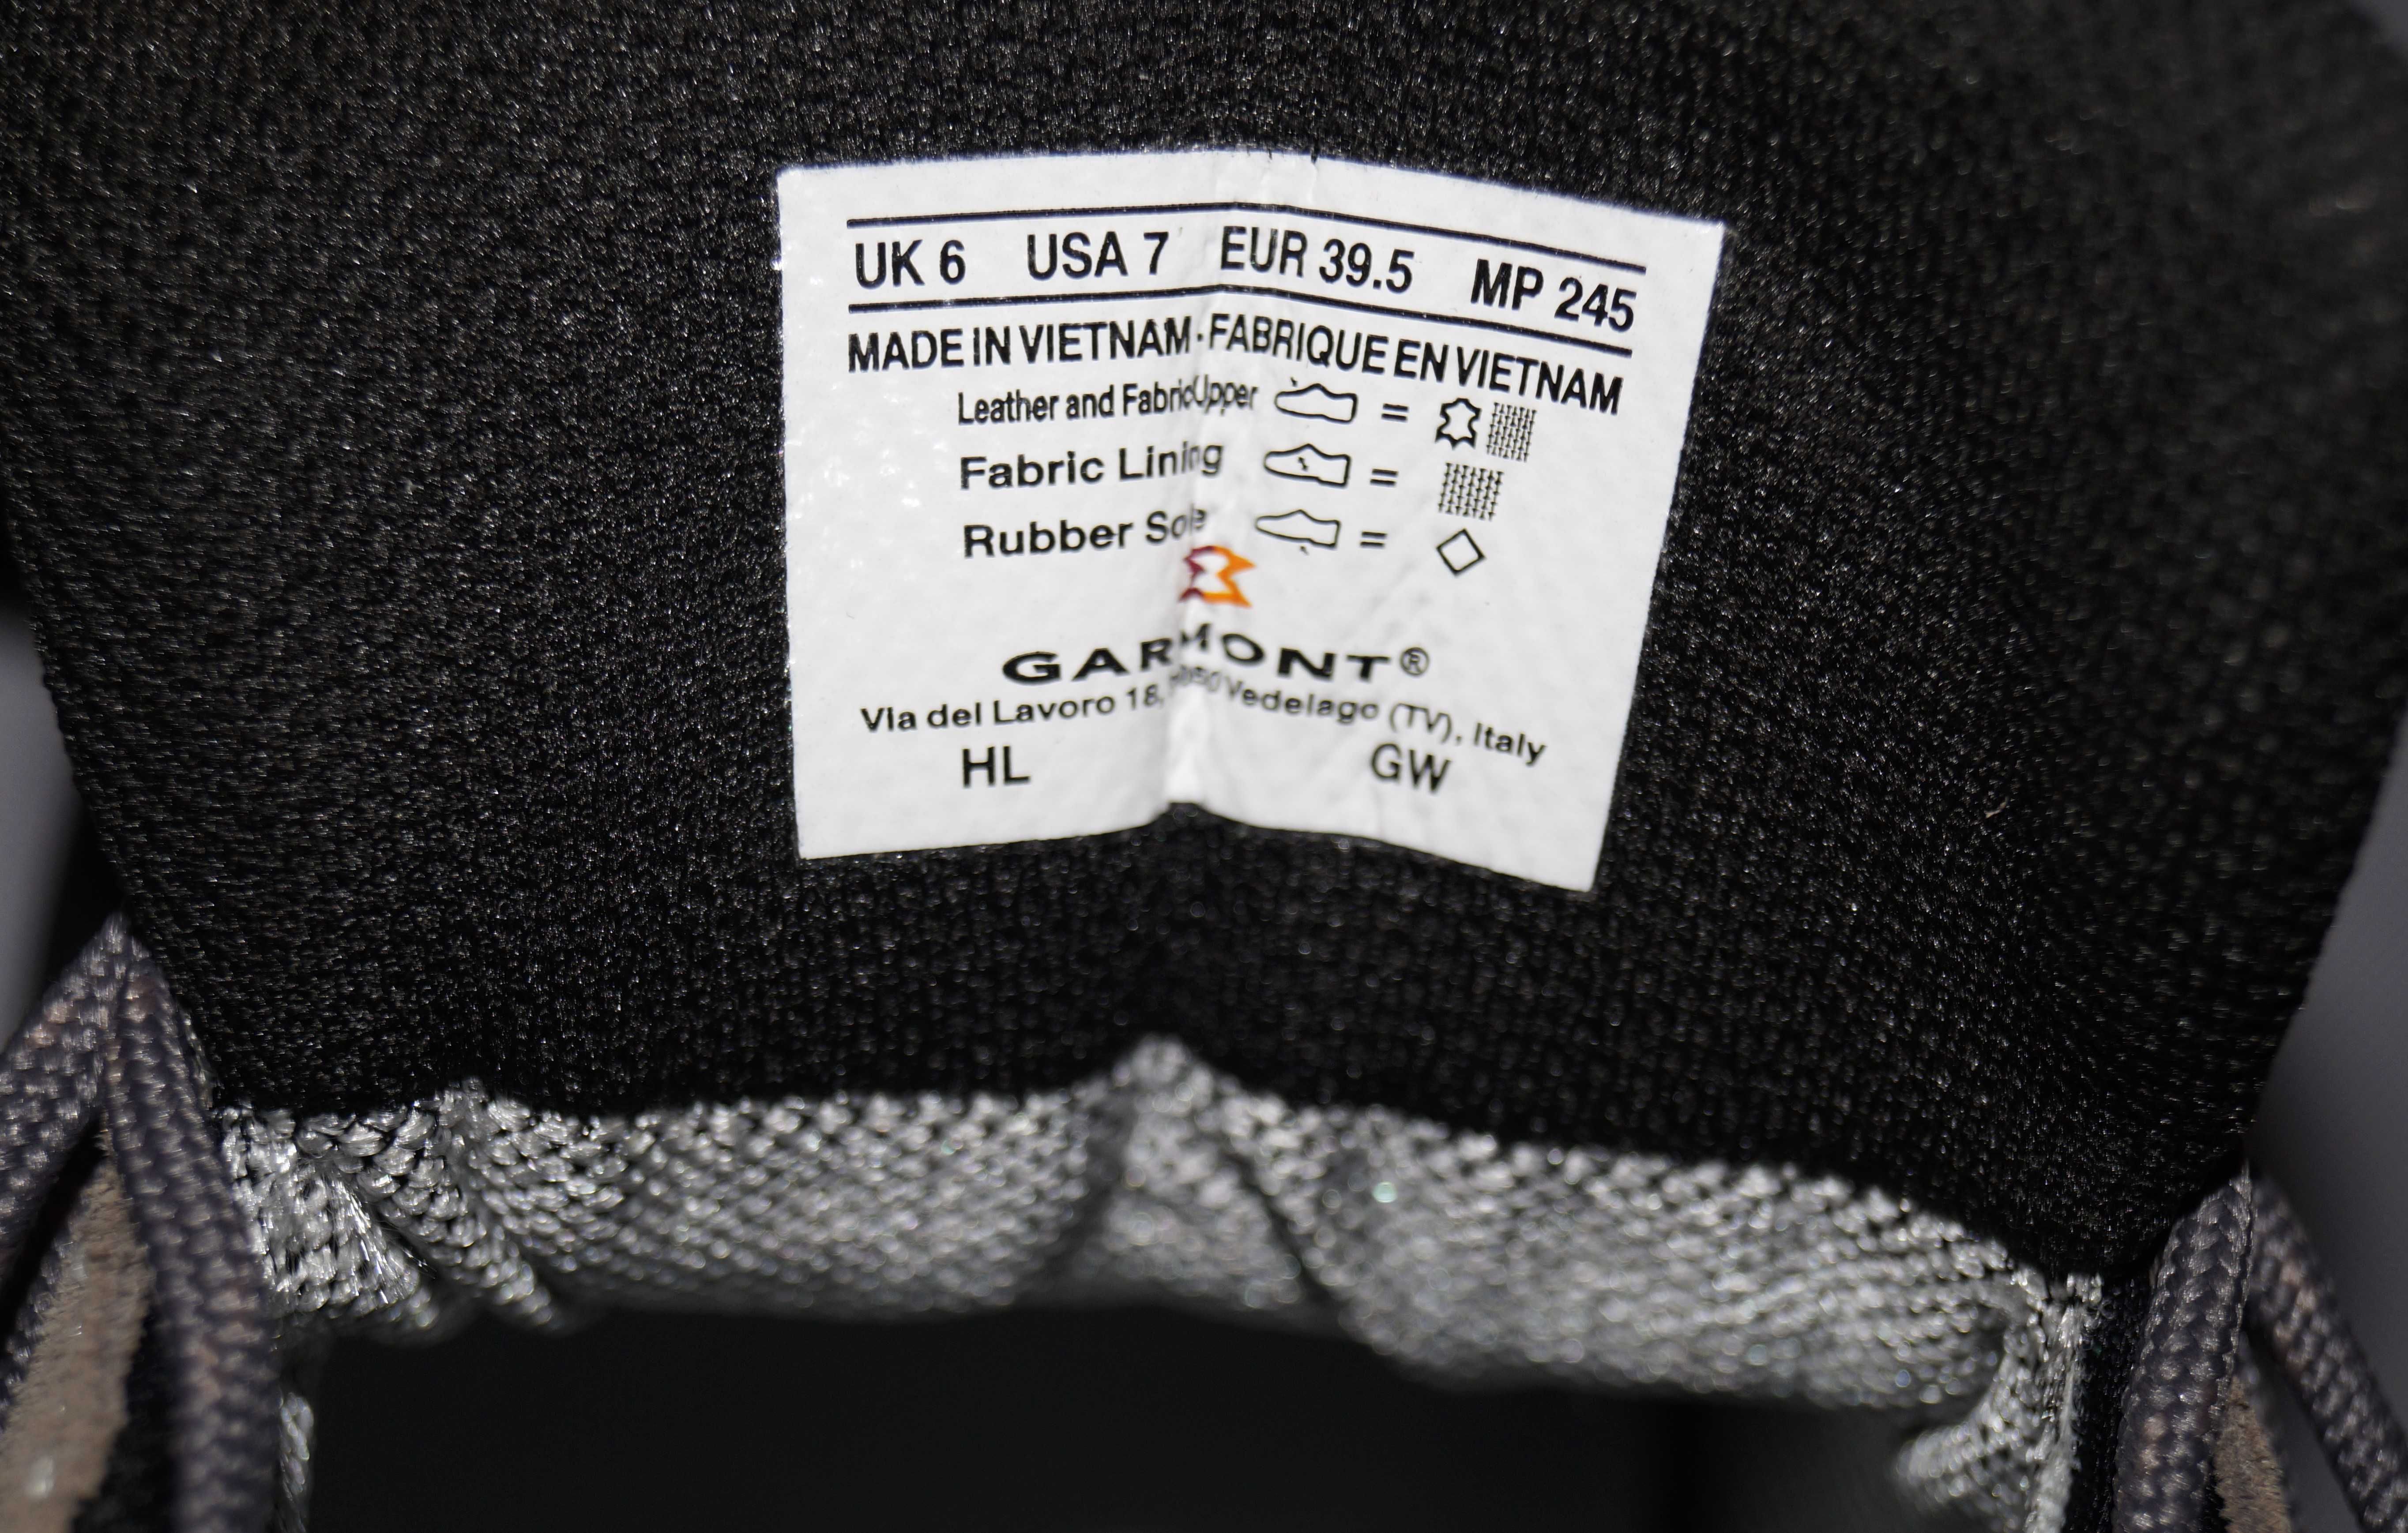 UK 6 USA 7 EUR 39.5 MP 245
MADE IN VIETNAM·FABRIQUE EN VIETNAM
Leather and Fabric Upper =
Fabric Lining =
Rubber Sole =
GARMONT®
Via del Lavoro 18, Vedelago (TV), Italy
HL GW